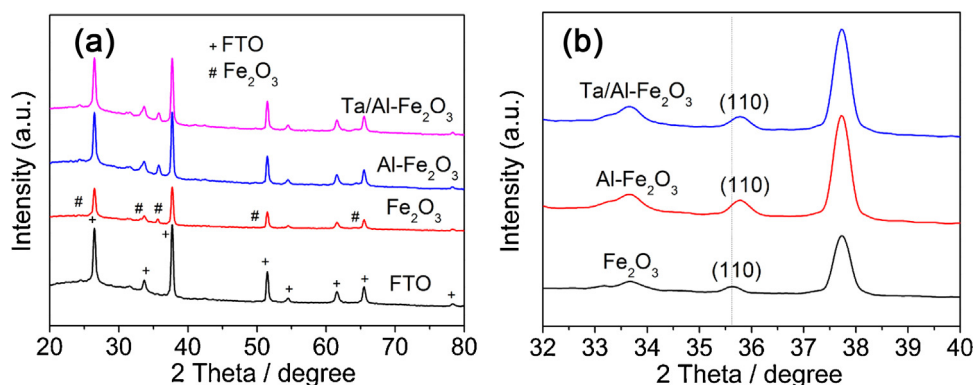 (a)
+ FTO
# Fe₂O₃
Ta/Al-Fe₂O₃
Al-Fe₂O₃
Fe₂O₃
# # # # #
+ + + + + + + +
FTO
Intensity (a.u.)
20 30 40 50 60 70 80
2 Theta / degree
(b)
Ta/Al-Fe₂O₃
(110)
Al-Fe₂O₃
(110)
Fe₂O₃
(110)
Intensity (a.u.)
32 33 34 35 36 37 38 39 40
2 Theta / degree